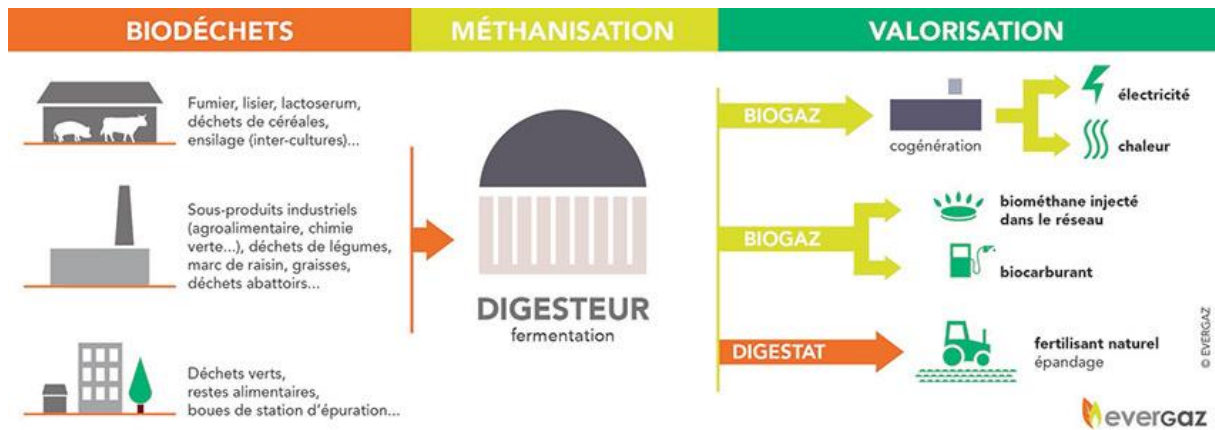 BIODÉCHETS
MÉTHANISATION
VALORISATION
Fumier, lisier, lactoserum,
déchets de céréales,
ensilage (inter-cultures)...
Sous-produits industriels
(agroalimentaire, chimie
verte...), déchets de légumes,
marc de raisin, graisses,
déchets abattoirs...
Déchets verts,
restes alimentaires,
boues de station d'épuration...
DIGESTEUR
fermentation
BIOGAZ
cogénération
électricité
chaleur
BIOGAZ
biométhane injecté
dans le réseau
biocarburant
DIGESTAT
fertilisant naturel
épandage
© EVERGAZ
everGaz